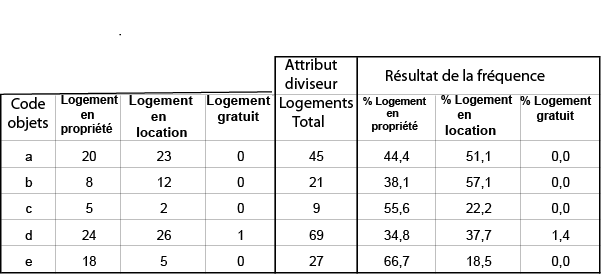 Attribut diviseur Résultat de la fréquence
Code objets Logement en propriété Logement en location Logement gratuit Logements Total % Logement en propriété % Logement en location % Logement gratuit
a 20 23 0 45 44,4 51,1 0,0
b 8 12 0 21 38,1 57,1 0,0
c 5 2 0 9 55,6 22,2 0,0
d 24 26 1 69 34,8 37,7 1,4
e 18 5 0 27 66,7 18,5 0,0